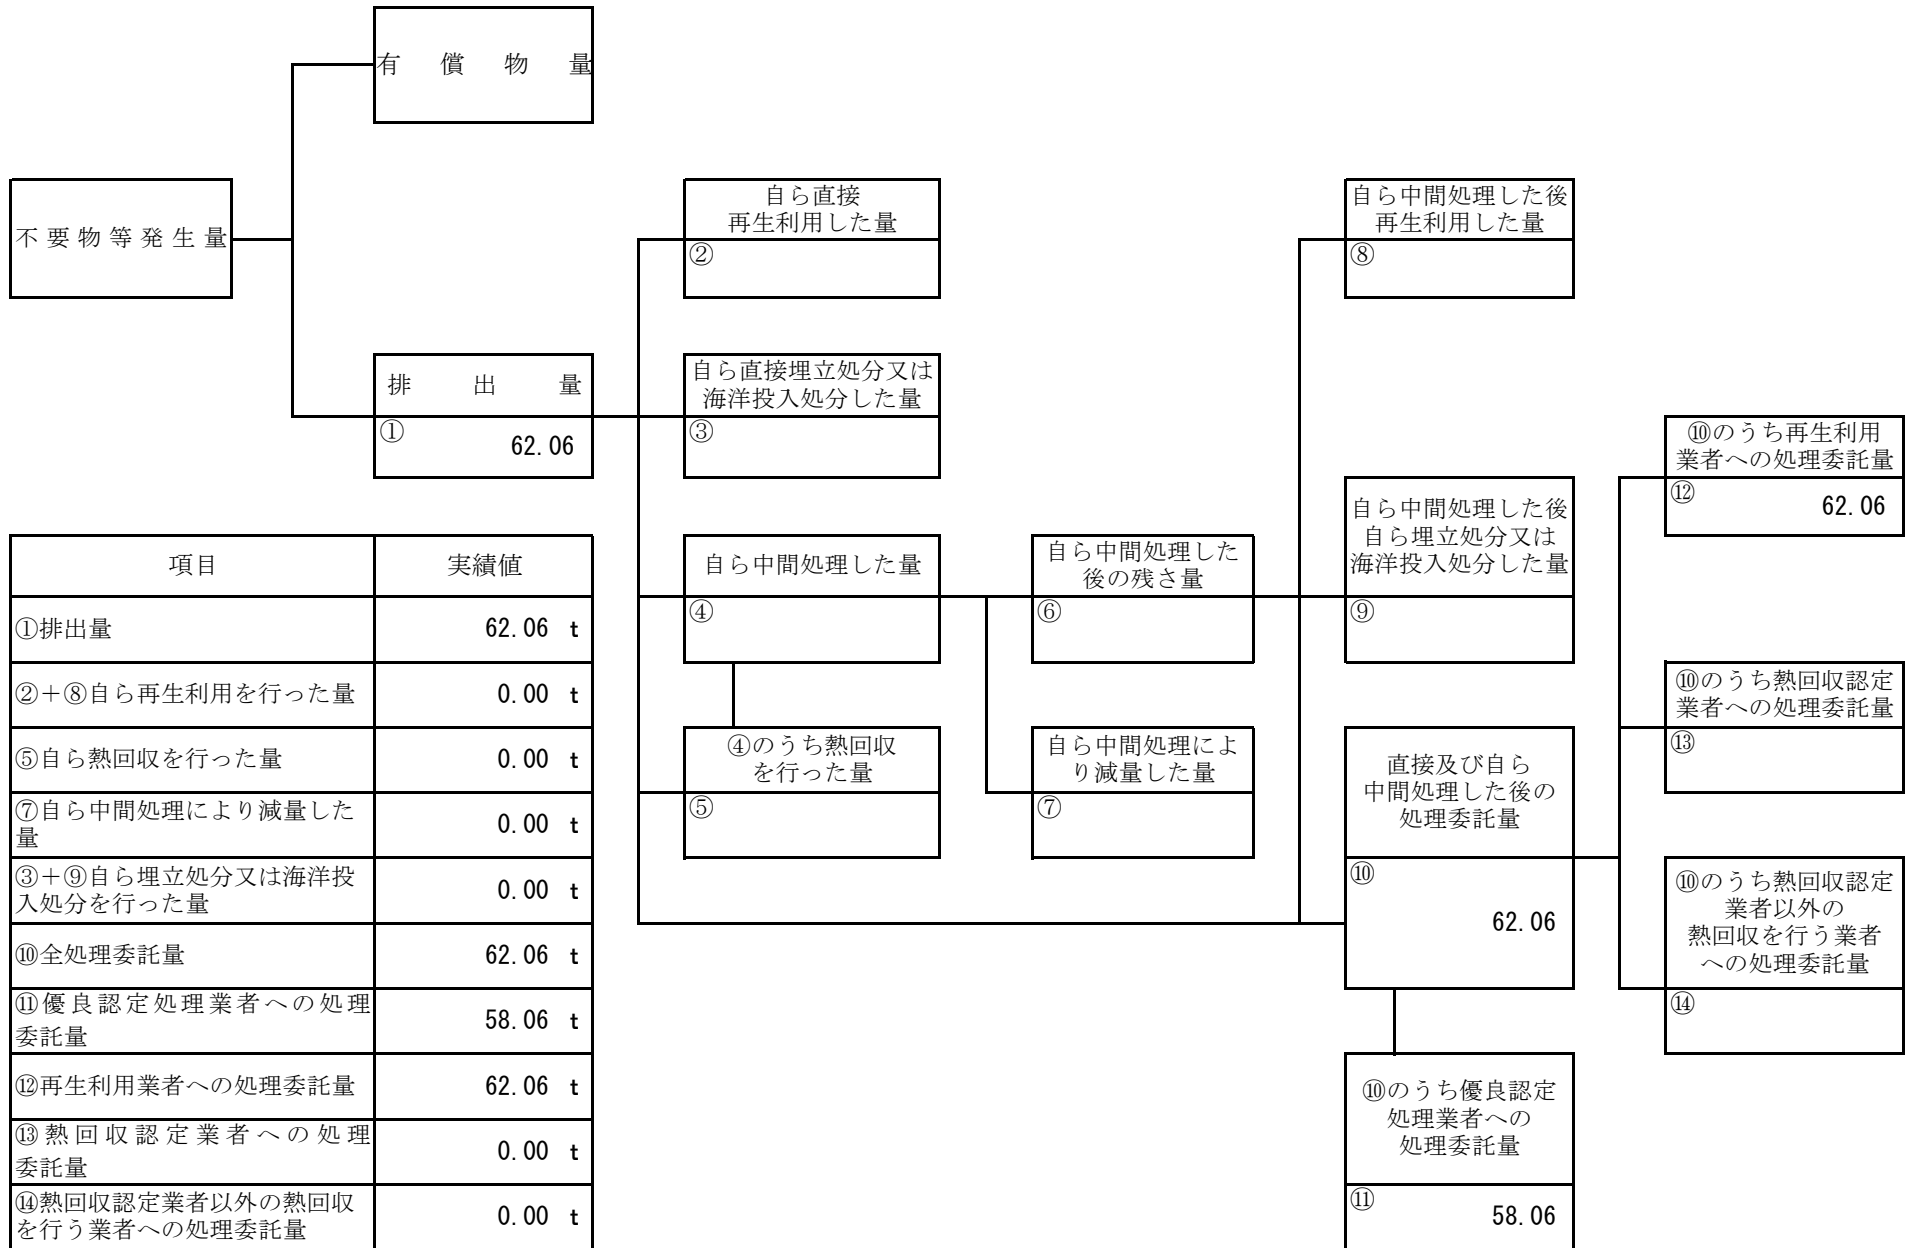 有償物量
不要物等発生量
自ら直接
再生利用した量
②
自ら中間処理した後
再生利用した量
⑧
排出量
①
62.06
自ら直接埋立処分又は
海洋投入処分した量
③
⑩のうち再生利用
業者への処理委託量
⑫
62.06
自ら中間処理した量
④
自ら中間処理した
後の残さ量
⑥
自ら中間処理した後
自ら埋立処分又は
海洋投入処分した量
⑨
⑩のうち熱回収認定
業者への処理委託量
⑬
④のうち熱回収
を行った量
⑤
自ら中間処理によ
り減量した量
⑦
直接及び自ら
中間処理した後の
処理委託量
⑩
62.06
⑩のうち熱回収認定
業者以外の
熱回収を行う業者
への処理委託量
⑭
⑩のうち優良認定
処理業者への
処理委託量
⑪
58.06
項目 実績値
①排出量 62.06 t
②＋⑧自ら再生利用を行った量 0.00 t
⑤自ら熱回収を行った量 0.00 t
⑦自ら中間処理により減量した
量 0.00 t
③＋⑨自ら埋立処分又は海洋投
入処分を行った量 0.00 t
⑩全処理委託量 62.06 t
⑪優良認定処理業者への処理
委託量 58.06 t
⑫再生利用業者への処理委託量 62.06 t
⑬熱回収認定業者への処理
委託量 0.00 t
⑭熱回収認定業者以外の熱回収
を行う業者への処理委託量 0.00 t